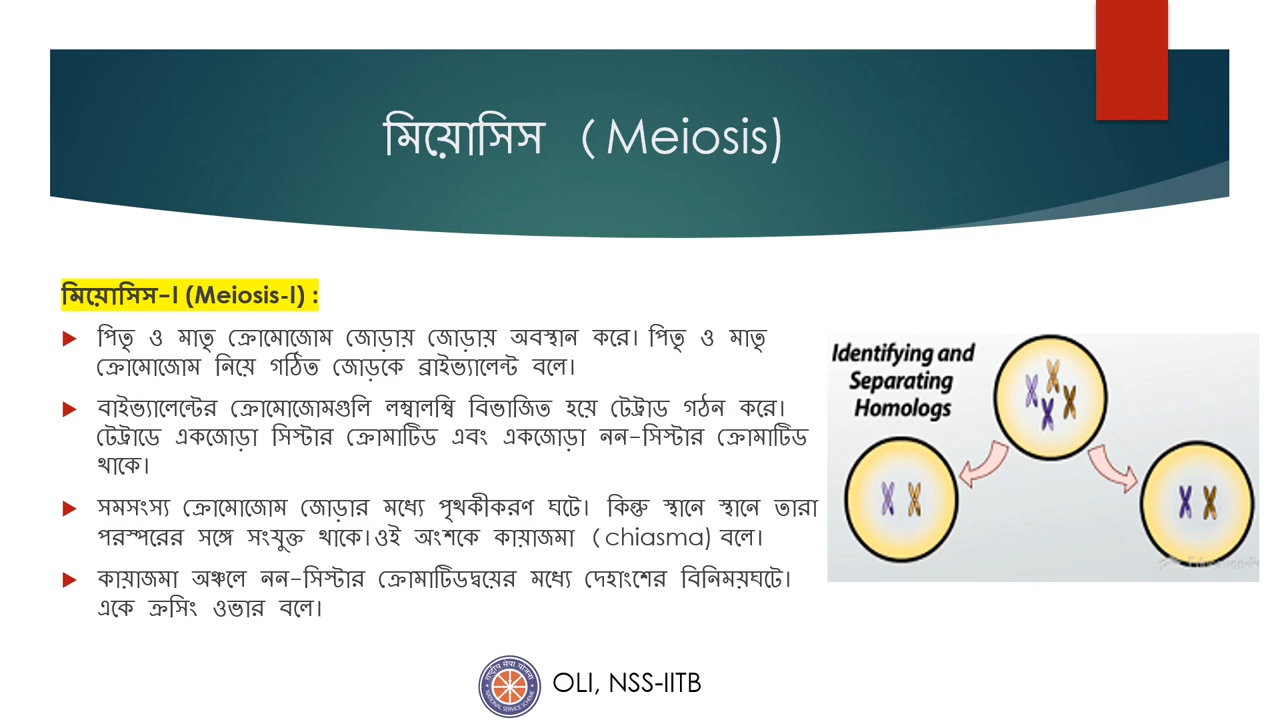 মিয়োসিস (Meiosis)
মিয়োসিস-I (Meiosis-I) :
পিতৃ ও মাতৃ ক্রোমোজোম জোড়ায় জোড়ায় অবস্থান করে। পিতৃ ও মাতৃ
ক্রোমোজোম নিয়ে গঠিত জোড়কে ব্রাইভ্যালেন্ট বলে।
বাইভ্যালেন্টের ক্রোমোজোমগুলি লম্বালম্বি বিভাজিত হয়ে টেট্রাড গঠন করে।
টেট্রাডে একজোড়া সিস্টার ক্রোমাটিড এবং একজোড়া নন-সিস্টার ক্রোমাটিড
থাকে।
সমসংস্য ক্রোমোজোম জোড়ার মধ্যে পৃথকীকরণ ঘটে। কিন্তু স্থানে স্থানে তারা
পরস্পরের সঙ্গে সংযুক্ত থাকে।ওই অংশকে কায়াজমা (chiasma) বলে।
কায়াজমা অঞ্চলে নন-সিস্টার ক্রোমাটিডদ্বয়ের মধ্যে দেহাংশের বিনিময়ঘটে।
একে ক্রসিং ওভার বলে।
Identifying and
Separating
Homologs
OLI, NSS-IITB